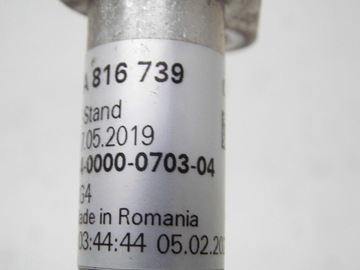 A 816 739
Stand
7.05.2019
-0000-0703-04
G4
ade in Romania
03:44:44 05.02.20